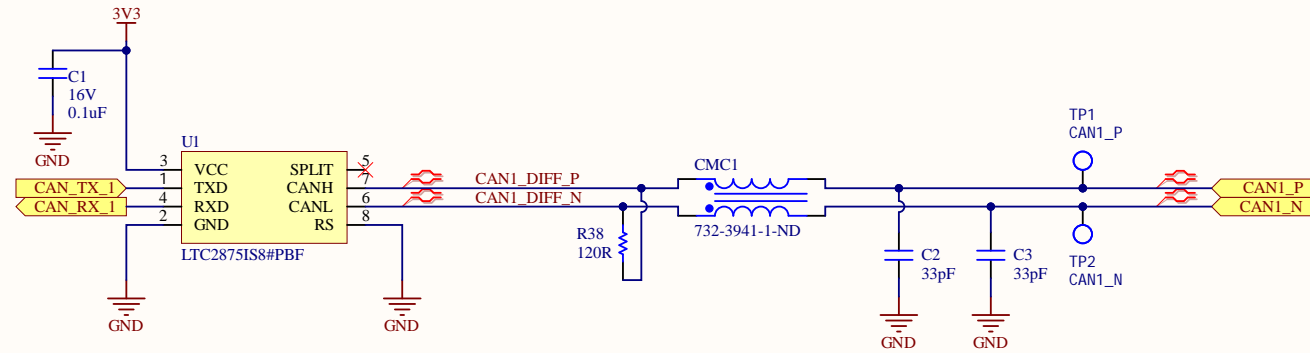 3V3
C1
16V
0.1uF
GND
U1
3 VCC SPLIT 5
1 TXD CANH 7
4 RXD CANL 6
2 GND RS 8
LTC2875IS8#PBF
CAN_TX_1
CAN_RX_1
GND
GND
CAN1_DIFF_P
CAN1_DIFF_N
R38
120R
CMC1
732-3941-1-ND
C2
33pF
GND
C3
33pF
GND
TP1
CAN1_P
TP2
CAN1_N
CAN1_P
CAN1_N